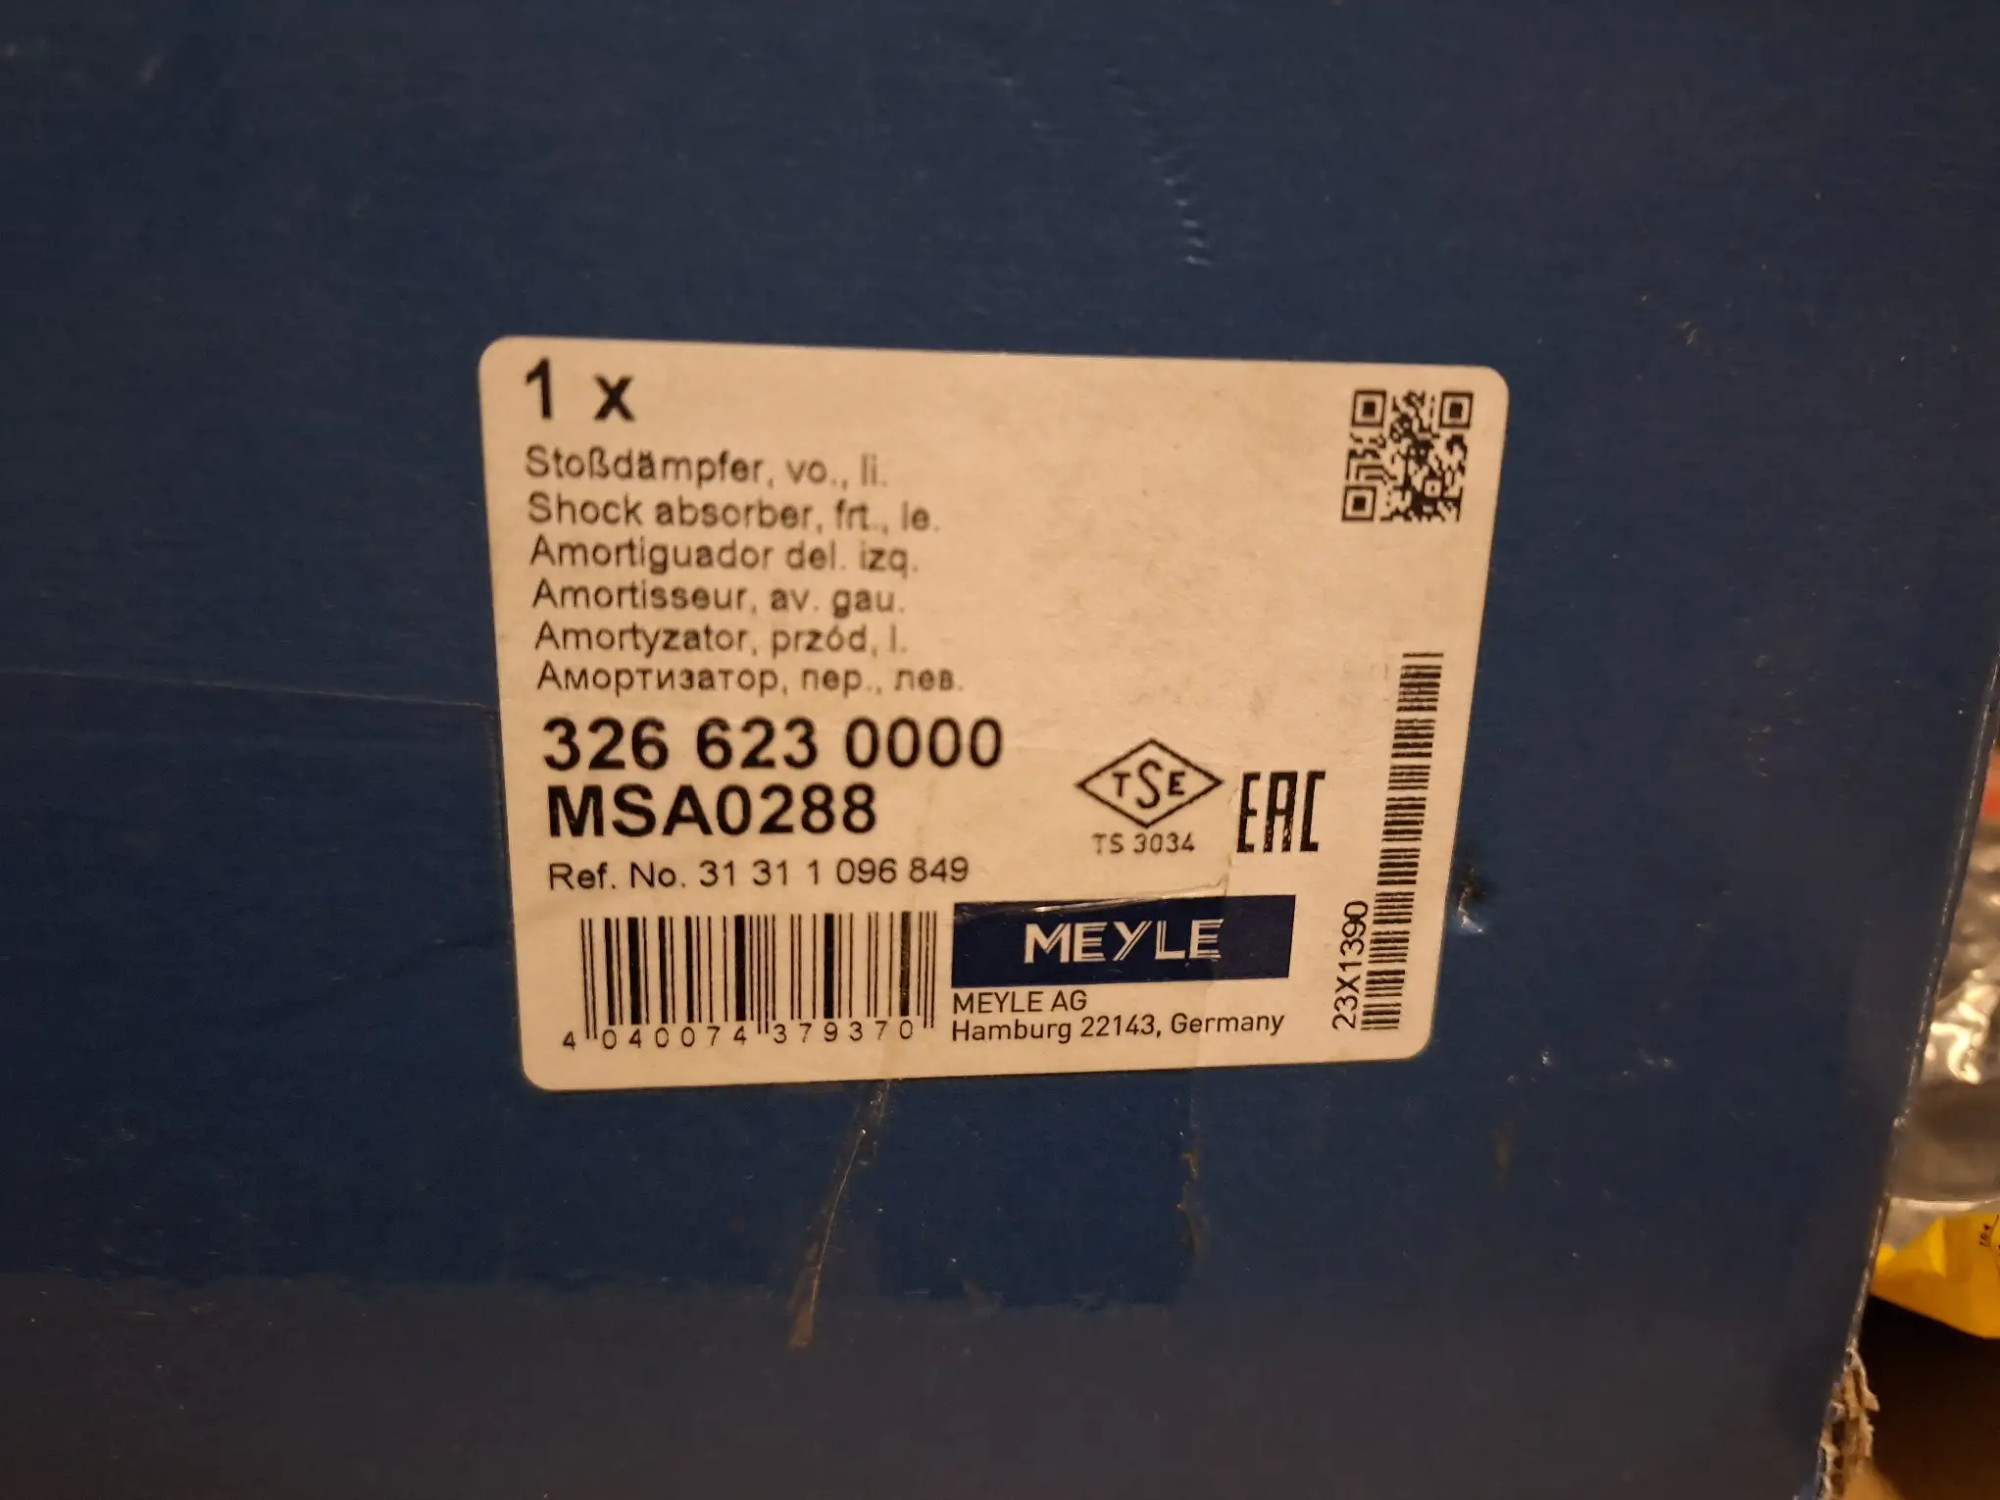 1 x
Stoßdämpfer, vo., li.
Shock absorber, frt., le.
Amortiguador del. izq.
Amortisseur, av. gau.
Amortyzator, przód, l.
Амортизатор, пер., лев.
326 623 0000
MSA0288
Ref. No. 31 31 1 096 849
TSE
TS 3034
EAC
MEYLE
MEYLE AG
Hamburg 22143, Germany
4 040074 379370
23X1390